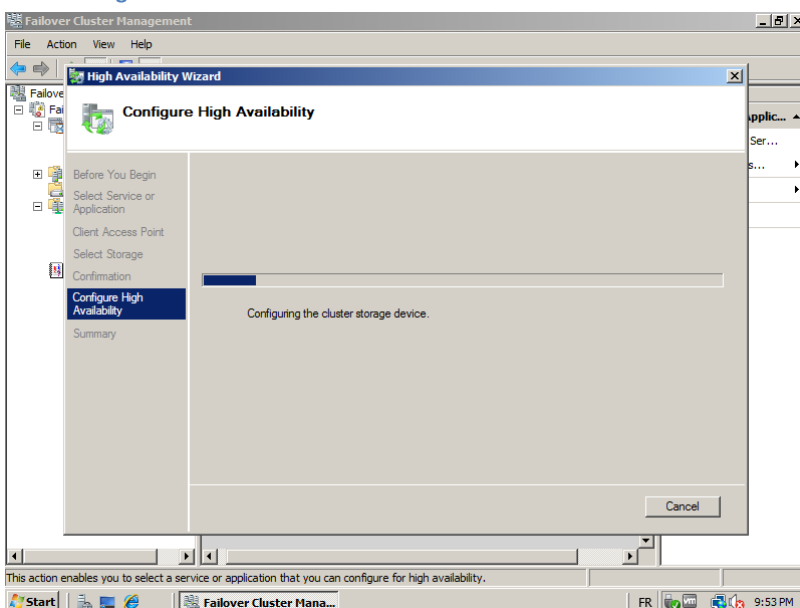 Failover Cluster Management
File Action View Help
High Availability Wizard
Failove
Fai
Configure High Availability
Applic...
Ser...
s...
Before You Begin
Select Service or
Application
Client Access Point
Select Storage
Confirmation
Configure High
Availability
Summary
Configuring the cluster storage device.
Cancel
This action enables you to select a service or application that you can configure for high availability.
Start
Failover Cluster Mana...
FR
9:53 PM